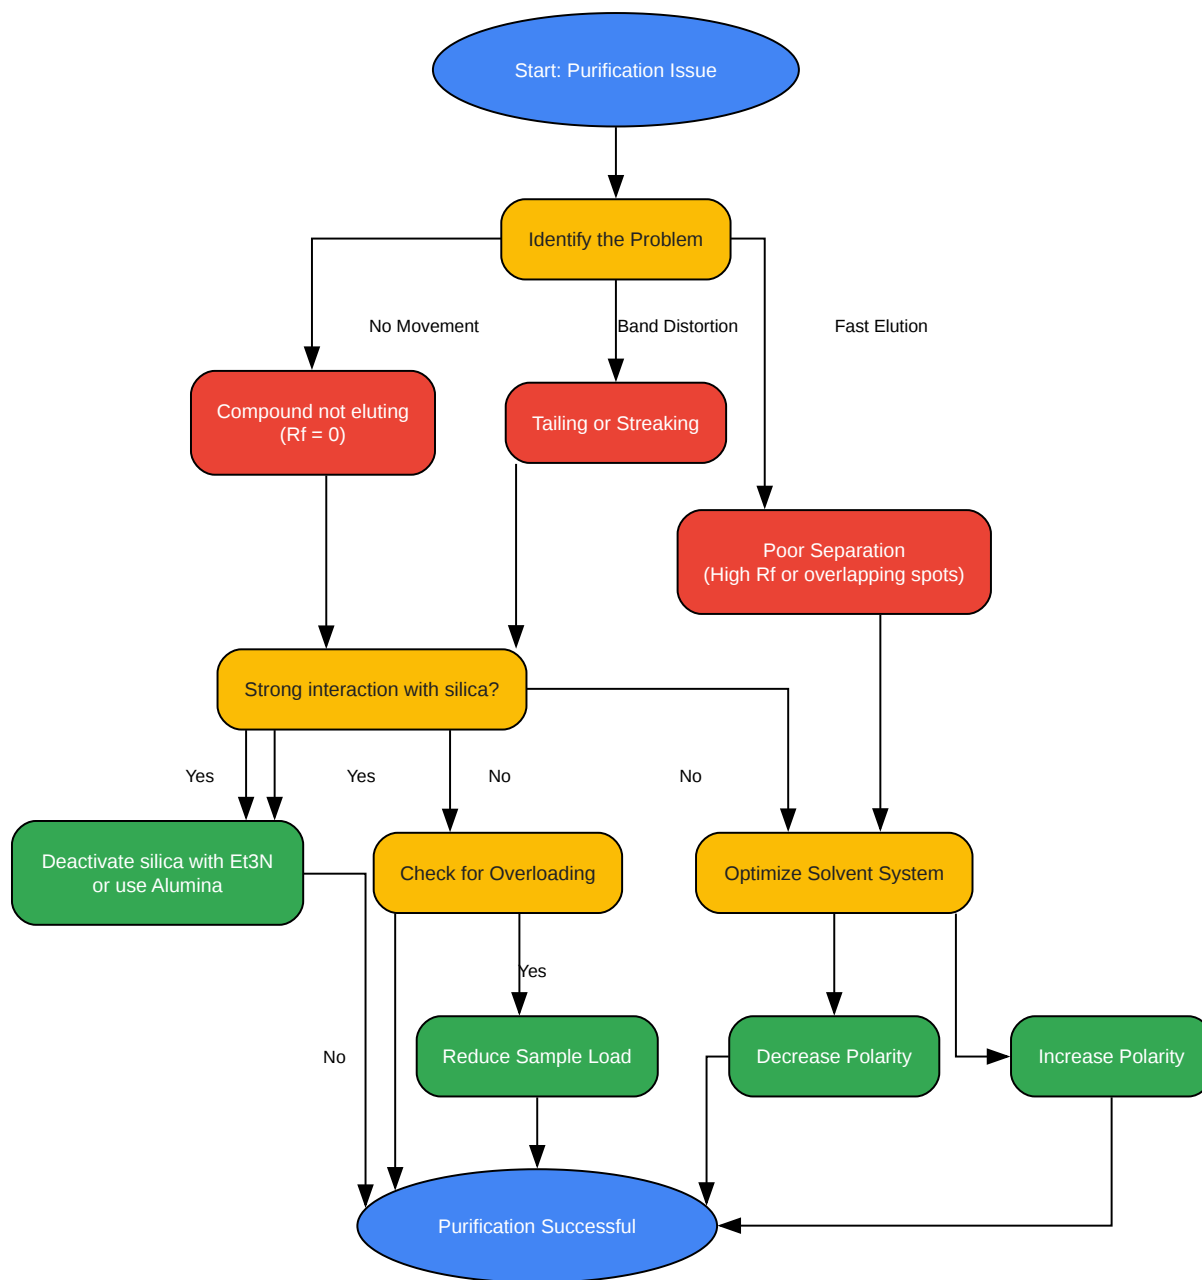 Start: Purification Issue
Identify the Problem
No Movement
Band Distortion
Fast Elution
Compound not eluting
(Rf = 0)
Tailing or Streaking
Poor Separation
(High Rf or overlapping spots)
Strong interaction with silica?
Yes
Yes
No
No
Deactivate silica with Et3N
or use Alumina
Check for Overloading
Optimize Solvent System
Yes
No
Reduce Sample Load
Decrease Polarity
Increase Polarity
Purification Successful